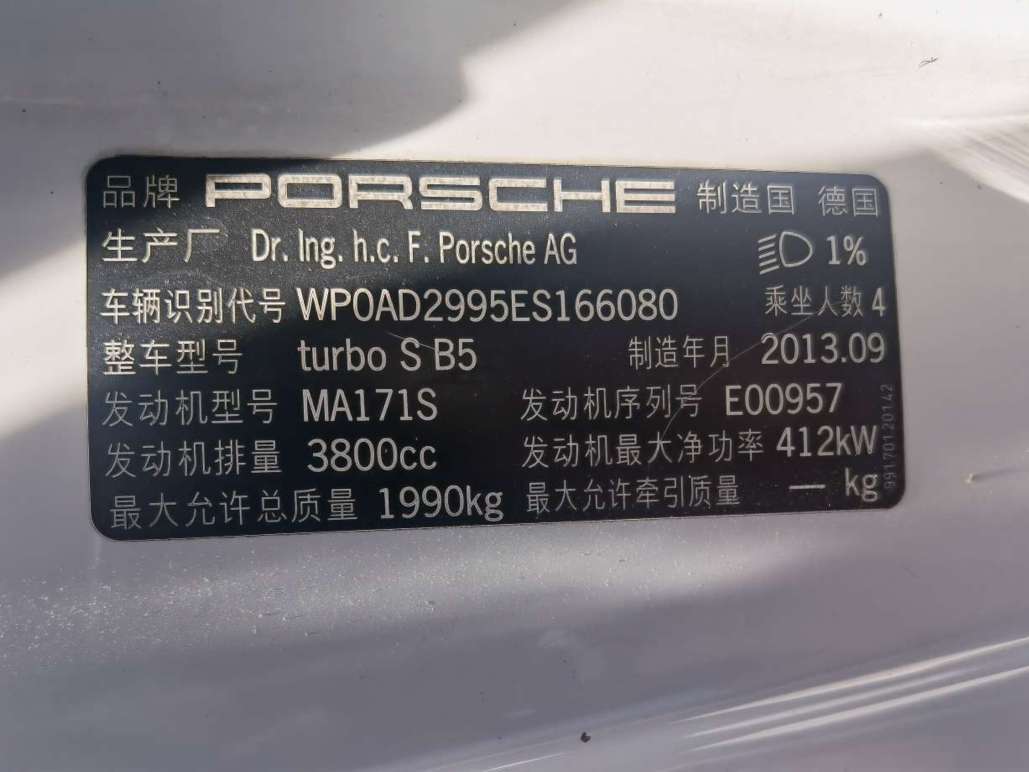 品牌 PORSCHE 制造国 德国
生产厂 Dr. Ing. h.c. F. Porsche AG 1%
车辆识别代号 WP0AD2995ES166080 乘坐人数 4
整车型号 turbo S B5 制造年月 2013.09
发动机型号 MA171S 发动机序列号 E00957
发动机排量 3800cc 发动机最大净功率 412kW
最大允许总质量 1990kg 最大允许牵引质量 — kg
991.701.201.42